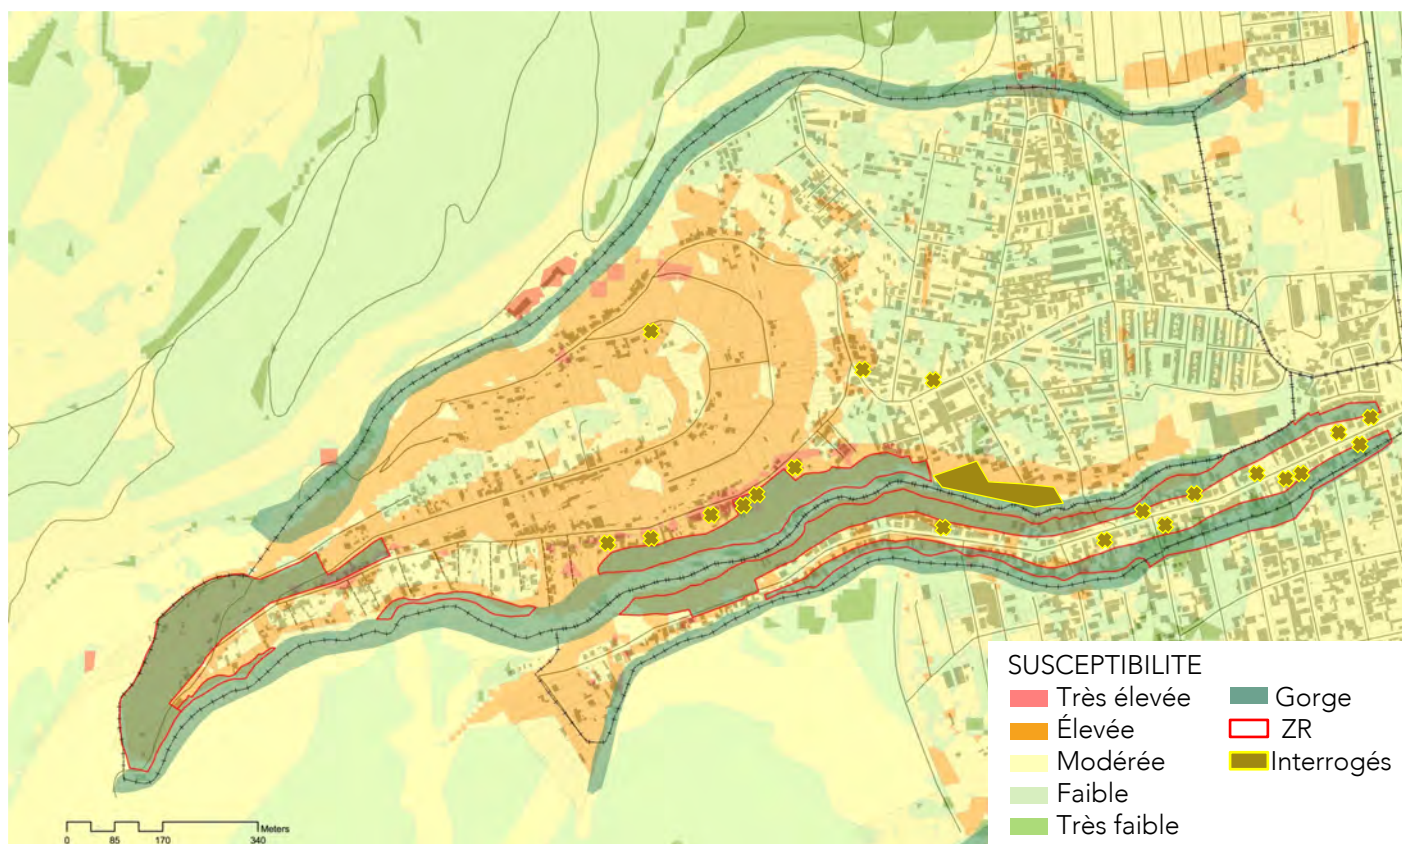 SUSCEPTIBILITE
Très élevée
Élevée
Modérée
Faible
Très faible
Gorge
ZR
Interrogés
Meters
0 85 170 340